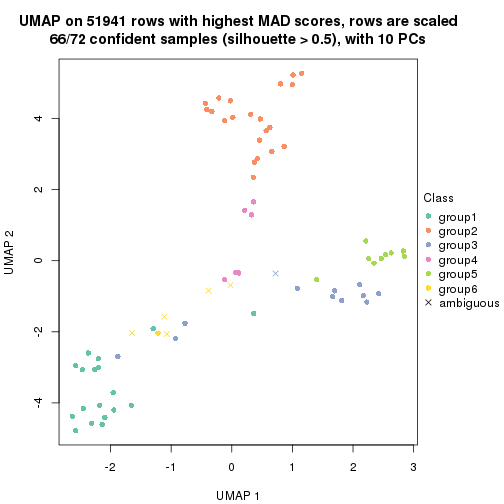 UMAP on 51941 rows with highest MAD scores, rows are scaled
66/72 confident samples (silhouette > 0.5), with 10 PCs
4
2
0
-2
-4
UMAP 2
-2
-1
0
1
2
3
UMAP 1
Class
group1
group2
group3
group4
group5
group6
ambiguous